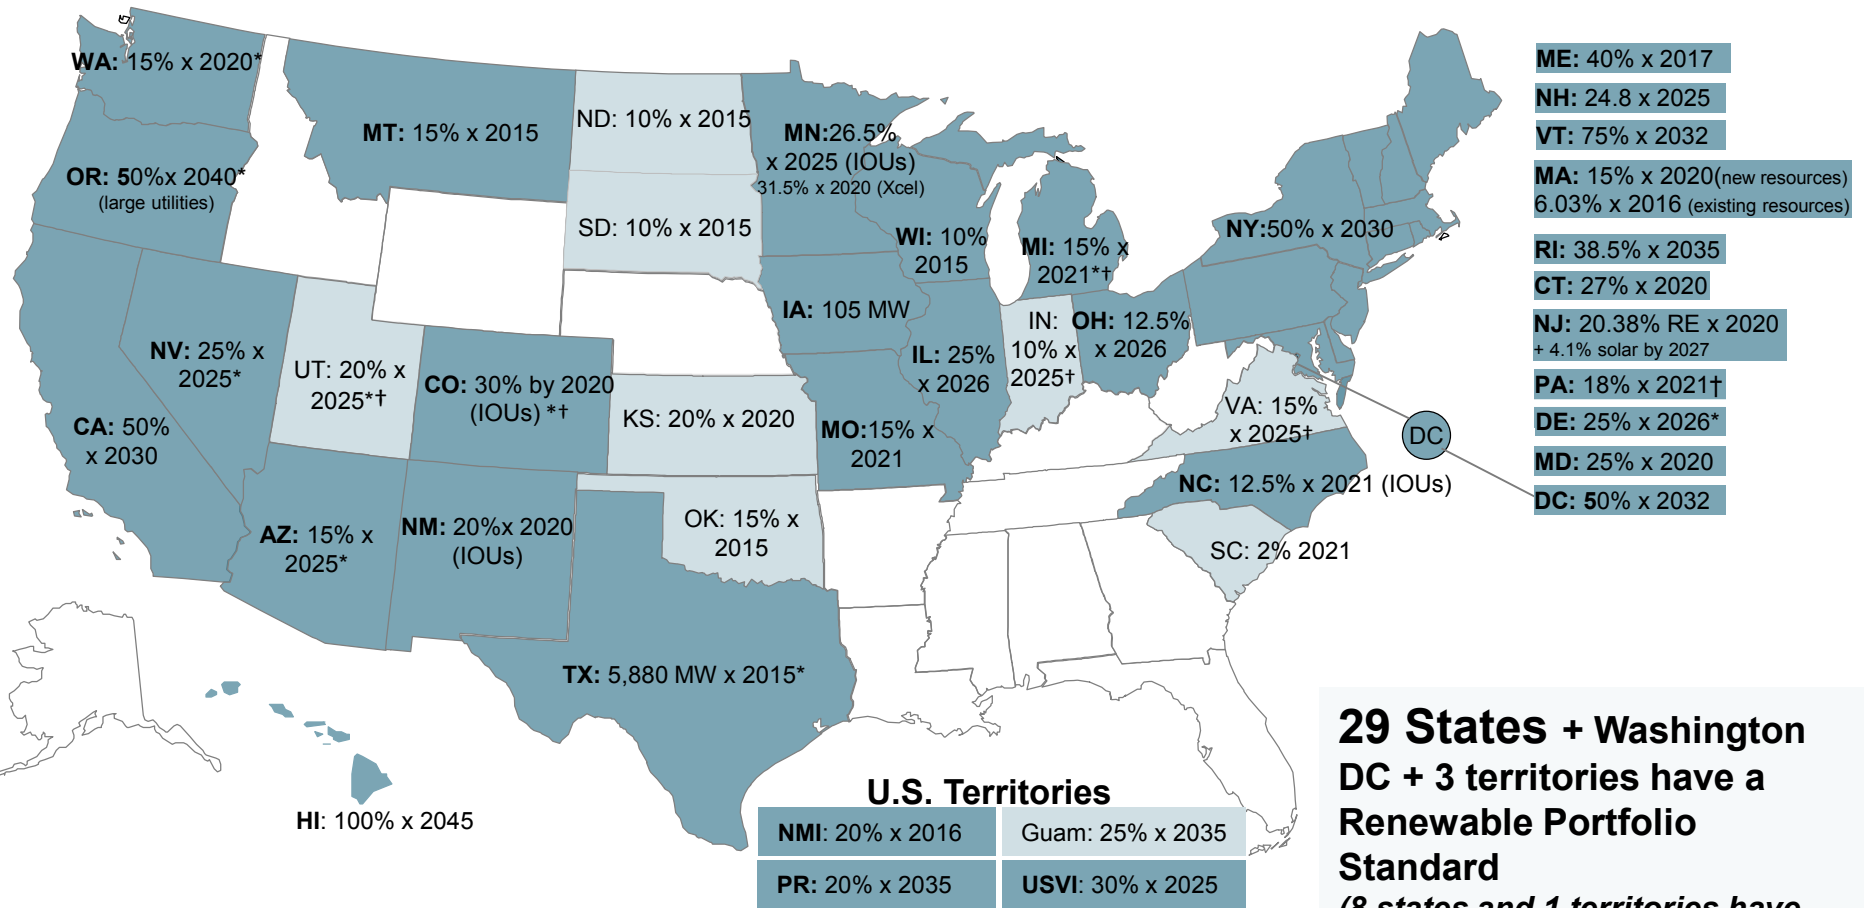 WA: 15% x 2020*
OR: 50%x 2040*
(large utilities)
MT: 15% x 2015
ND: 10% x 2015
SD: 10% x 2015
MN:26.5%
x 2025 (IOUs)
31.5% x 2020 (Xcel)
WI: 10%
2015
MI: 15% x
2021*†
NY:50% x 2030
IA: 105 MW
IL: 25%
x 2026
IN:
10% x
2025†
OH: 12.5%
x 2026
NV: 25% x
2025*
UT: 20% x
2025*†
CO: 30% by 2020
(IOUs) *†
KS: 20% x 2020
MO:15% x
2021
VA: 15%
x 2025†
DC
CA: 50%
x 2030
AZ: 15% x
2025*
NM: 20%x 2020
(IOUs)
OK: 15% x
2015
NC: 12.5% x 2021 (IOUs)
SC: 2% 2021
TX: 5,880 MW x 2015*
HI: 100% x 2045
ME: 40% x 2017
NH: 24.8 x 2025
VT: 75% x 2032
MA: 15% x 2020(new resources)
6.03% x 2016 (existing resources)
RI: 38.5% x 2035
CT: 27% x 2020
NJ: 20.38% RE x 2020
+ 4.1% solar by 2027
PA: 18% x 2021†
DE: 25% x 2026*
MD: 25% x 2020
DC: 50% x 2032
U.S. Territories
NMI: 20% x 2016
Guam: 25% x 2035
PR: 20% x 2035
USVI: 30% x 2025
29 States + Washington
DC + 3 territories have a
Renewable Portfolio
Standard
(8 states and 1 territories have